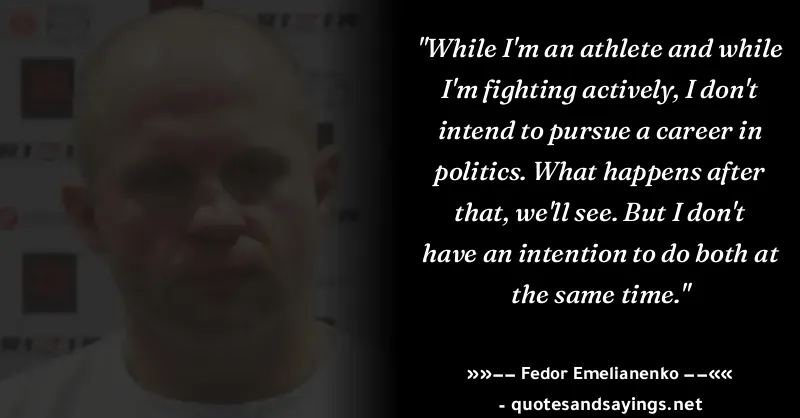 "While I'm an athlete and while
I'm fighting actively, I don't
intend to pursue a career in
politics. What happens after
that, we'll see. But I don't
have an intention to do both at
the same time."
»»-- Fedor Emelianenko --««
- quotesandsayings.net